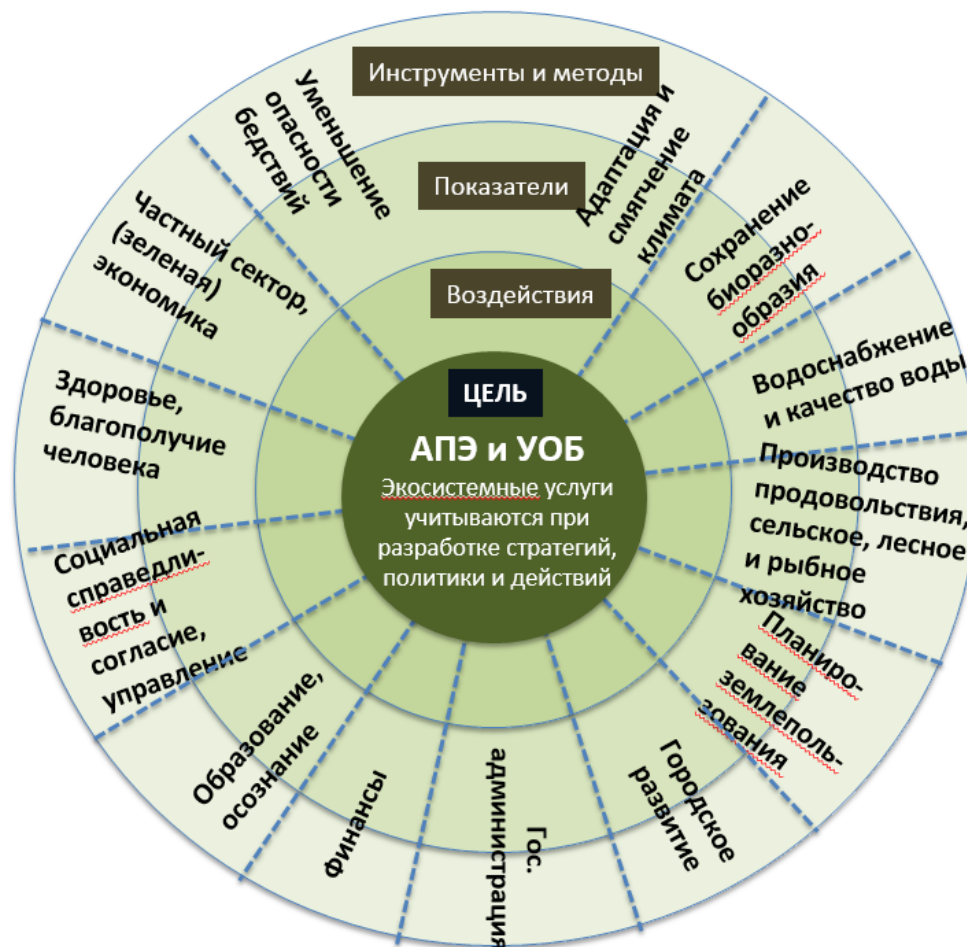 Инструменты и методы
Показатели
Воздействия
ЦЕЛЬ
АПЭ и УОБ
Экосистемные услуги
учитываются при
разработке стратегий,
политики и действий
Уменьшение
опасности
бедствий
Адаптация и
смягчение
климата
Сохранение
биоразно-
образия
Водоснабжение
и качество воды
Производство
продовольствия,
сельское, лесное
и рыбное
хозяйство
Планиро-
вание
землеполь-
зования
Городское
развитие
Гос.
администрация
Финансы
Образование,
осознание
Социальная
справедли-
вость и
согласие,
управление
Здоровье,
благополучие
человека
Частный сектор,
(зеленая)
экономика